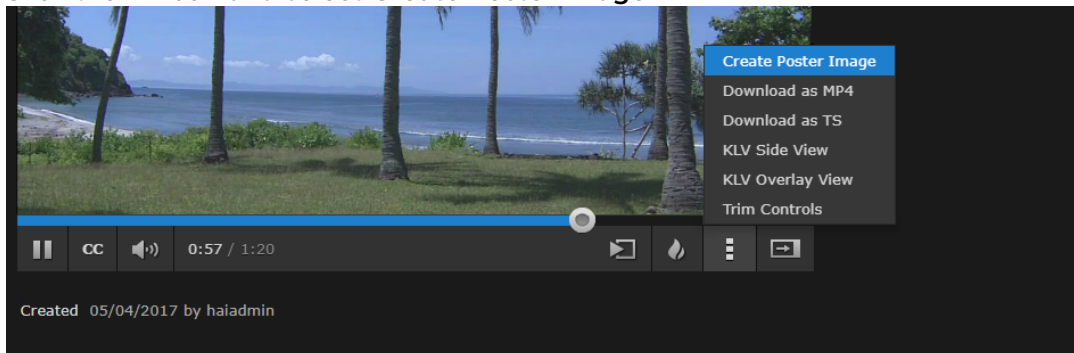 Create Poster Image
Download as MP4
Download as TS
KLV Side View
KLV Overlay View
Trim Controls
CC 0:57 / 1:20
Created 05/04/2017 by haiadmin